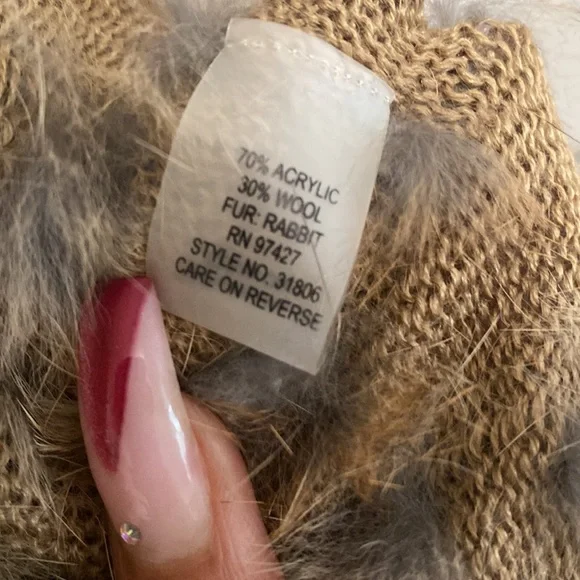 70% ACRYLIC
30% WOOL
FUR: RABBIT
RN 97427
STYLE NO. 31806
CARE ON REVERSE